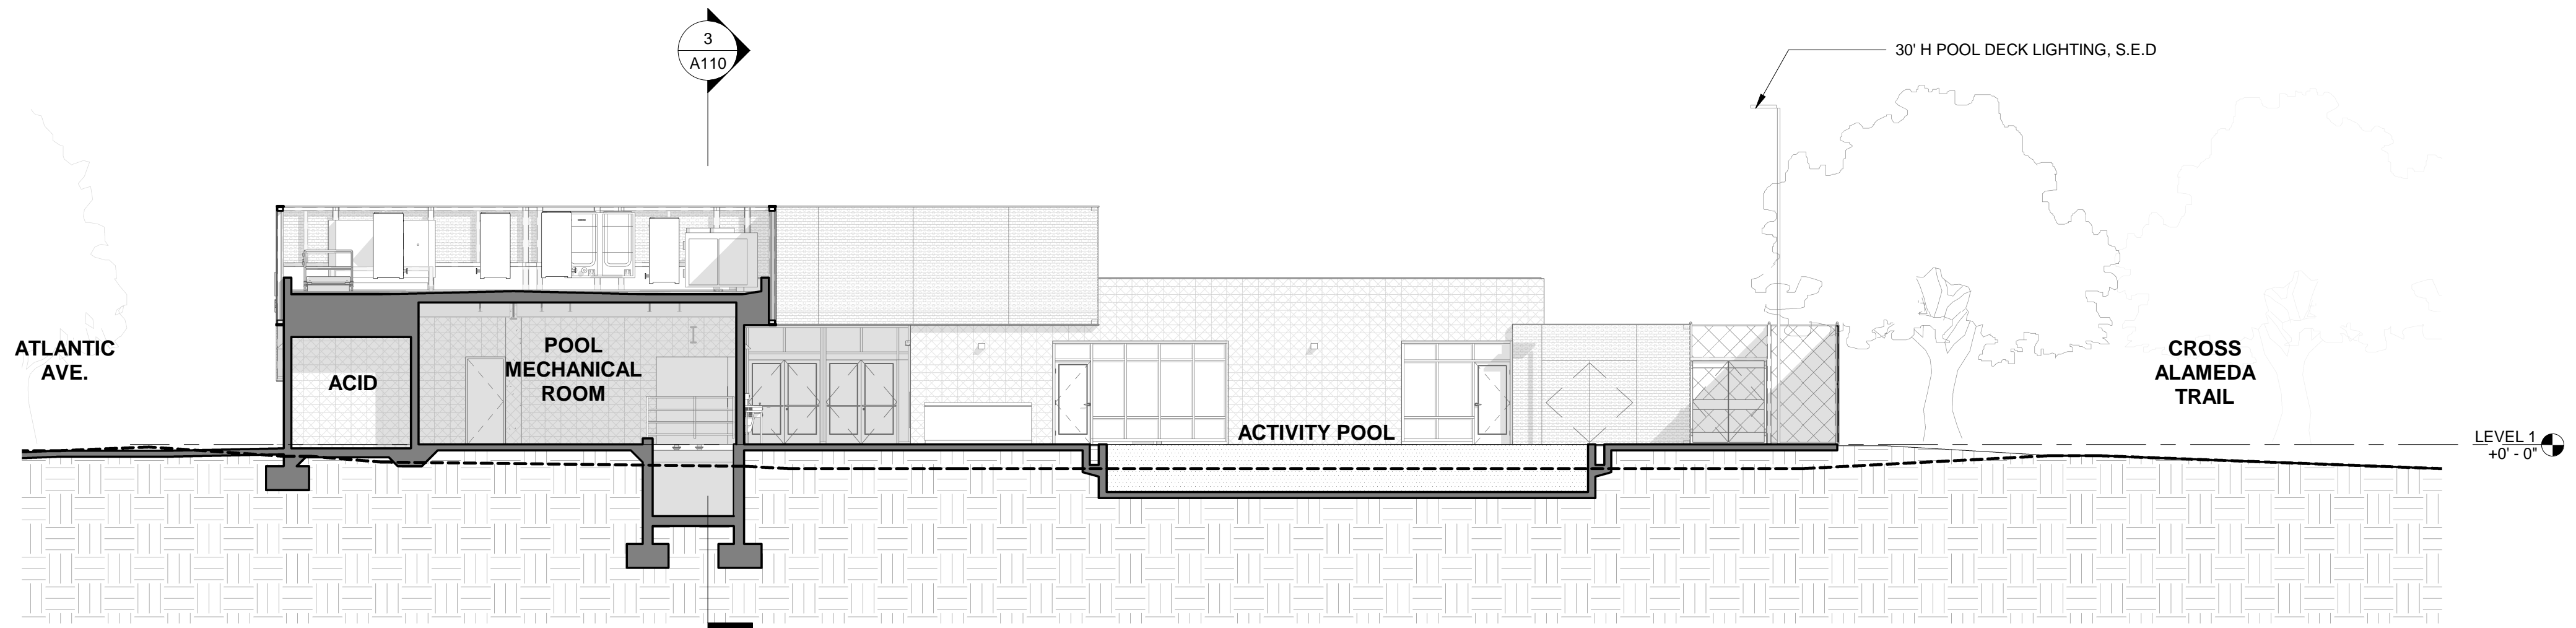 3
A110
30' H POOL DECK LIGHTING, S.E.D
ATLANTIC
AVE.
ACID
POOL
MECHANICAL
ROOM
ACTIVITY POOL
CROSS
ALAMEDA
TRAIL
LEVEL 1
+0' - 0"